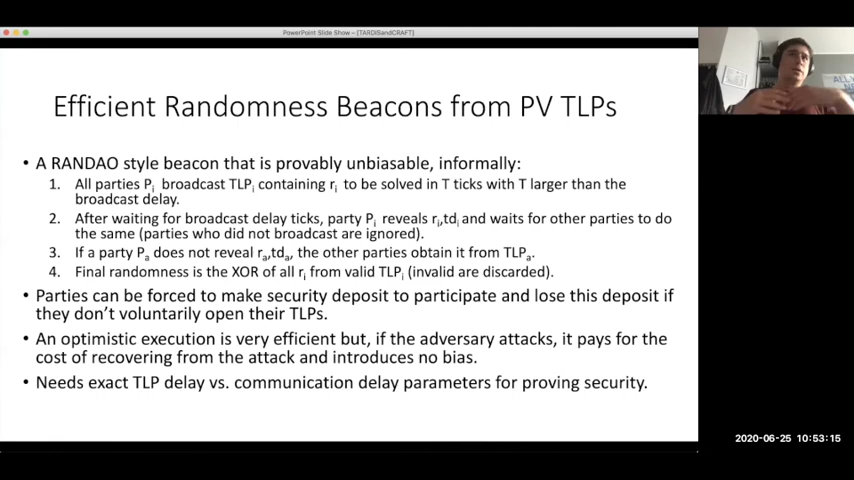 PowerPoint Slide Show – [TARDISandCRAFT]
Efficient Randomness Beacons from PV TLPs
• A RANDAO style beacon that is provably unbiasable, informally:
1. All parties Pi broadcast TLPi containing ri to be solved in T ticks with T larger than the
broadcast delay.
2. After waiting for broadcast delay ticks, party Pi reveals ri,tdi and waits for other parties to do
the same (parties who did not broadcast are ignored).
3. If a party Pa does not reveal ra,tda, the other parties obtain it from TLPa.
4. Final randomness is the XOR of all ri from valid TLPi (invalid are discarded).
• Parties can be forced to make security deposit to participate and lose this deposit if
they don't voluntarily open their TLPs.
• An optimistic execution is very efficient but, if the adversary attacks, it pays for the
cost of recovering from the attack and introduces no bias.
• Needs exact TLP delay vs. communication delay parameters for proving security.
2020-06-25 10:53:15